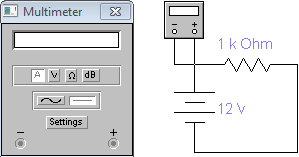 Multimeter
A V Ω dB
Settings
− +
− +
1 k Ohm
12 V